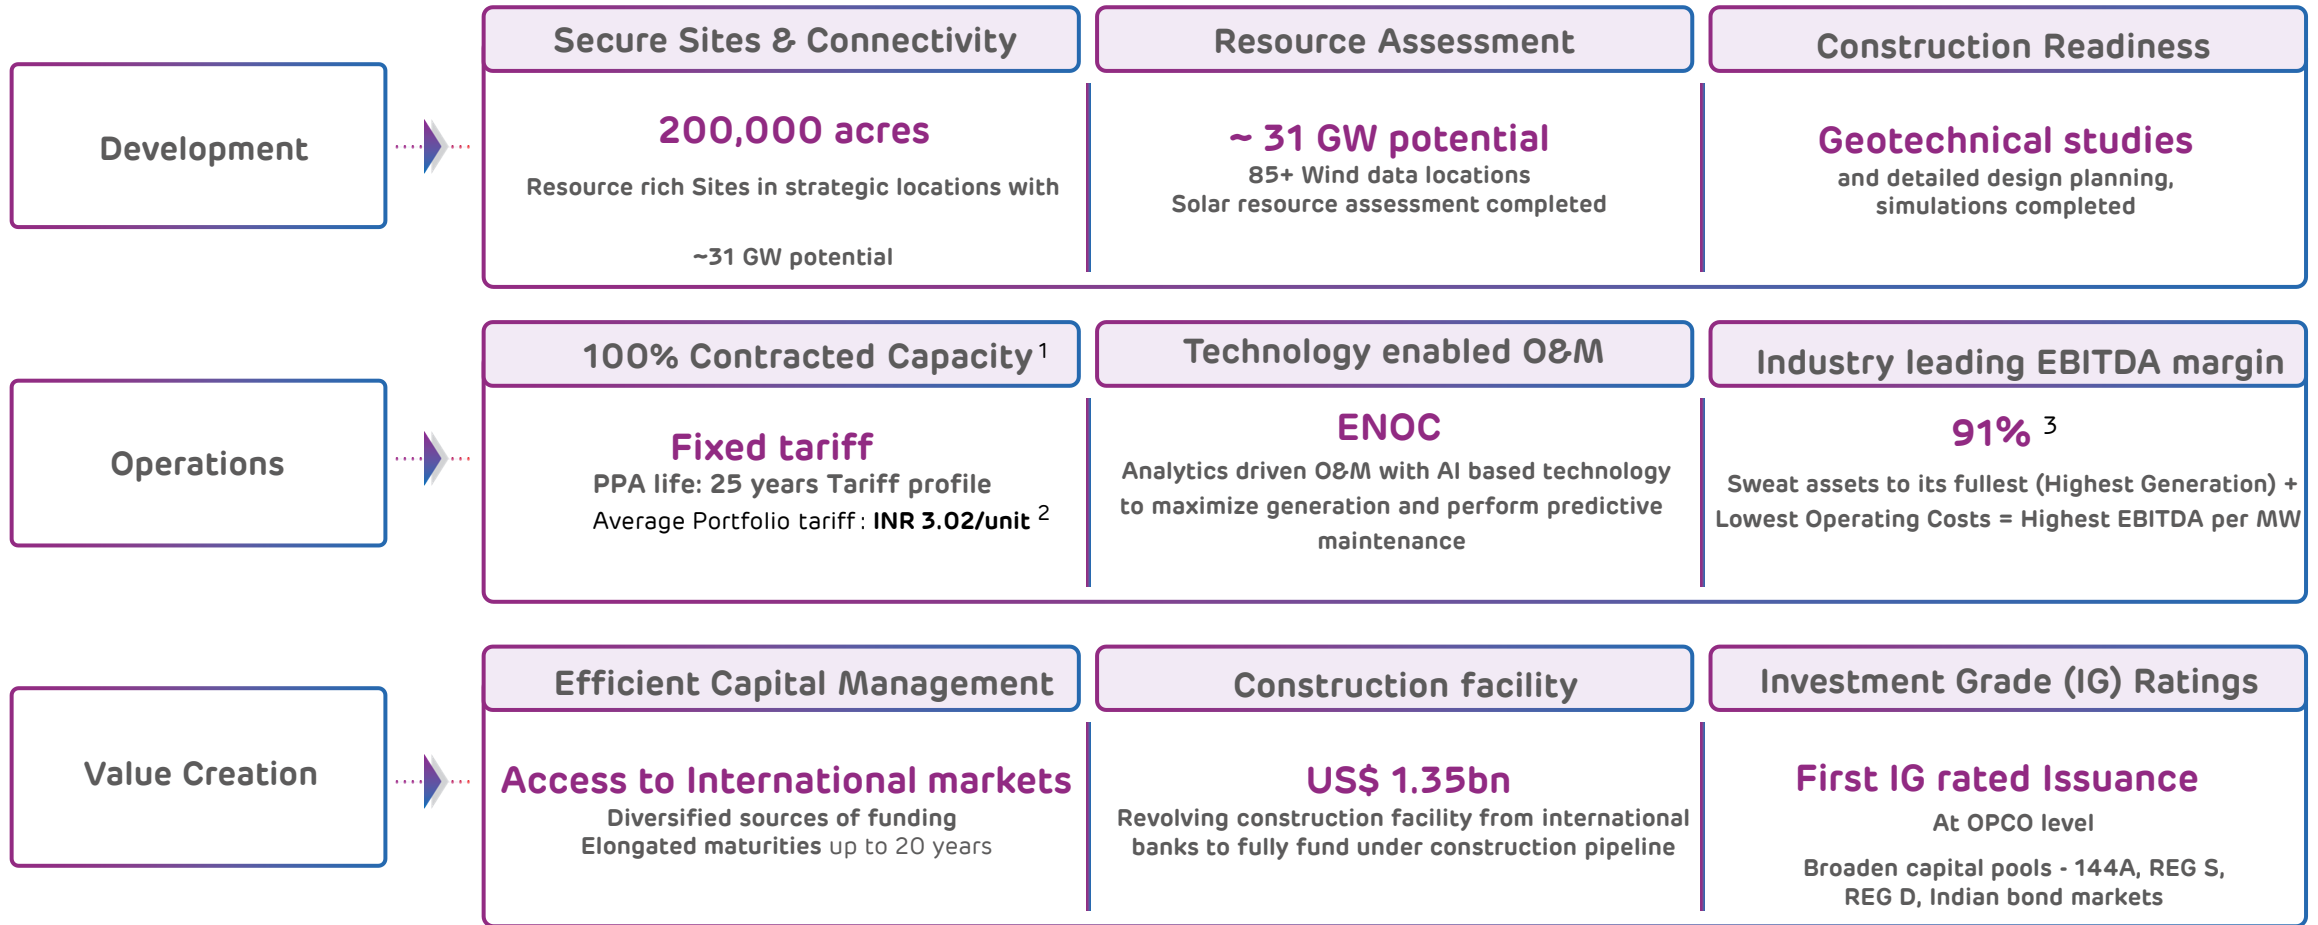 Development
Secure Sites & Connectivity
200,000 acres
Resource rich Sites in strategic locations with
~31 GW potential
Resource Assessment
~ 31 GW potential
85+ Wind data locations
Solar resource assessment completed
Construction Readiness
Geotechnical studies
and detailed design planning,
simulations completed
Operations
100% Contracted Capacity 1
Fixed tariff
PPA life: 25 years Tariff profile
Average Portfolio tariff : INR 3.02/unit 2
Technology enabled O&M
ENOC
Analytics driven O&M with AI based technology
to maximize generation and perform predictive
maintenance
Industry leading EBITDA margin
91% 3
Sweat assets to its fullest (Highest Generation) +
Lowest Operating Costs = Highest EBITDA per MW
Value Creation
Efficient Capital Management
Access to International markets
Diversified sources of funding
Elongated maturities up to 20 years
Construction facility
US$ 1.35bn
Revolving construction facility from international
banks to fully fund under construction pipeline
Investment Grade (IG) Ratings
First IG rated Issuance
At OPCO level
Broaden capital pools - 144A, REG S,
REG D, Indian bond markets